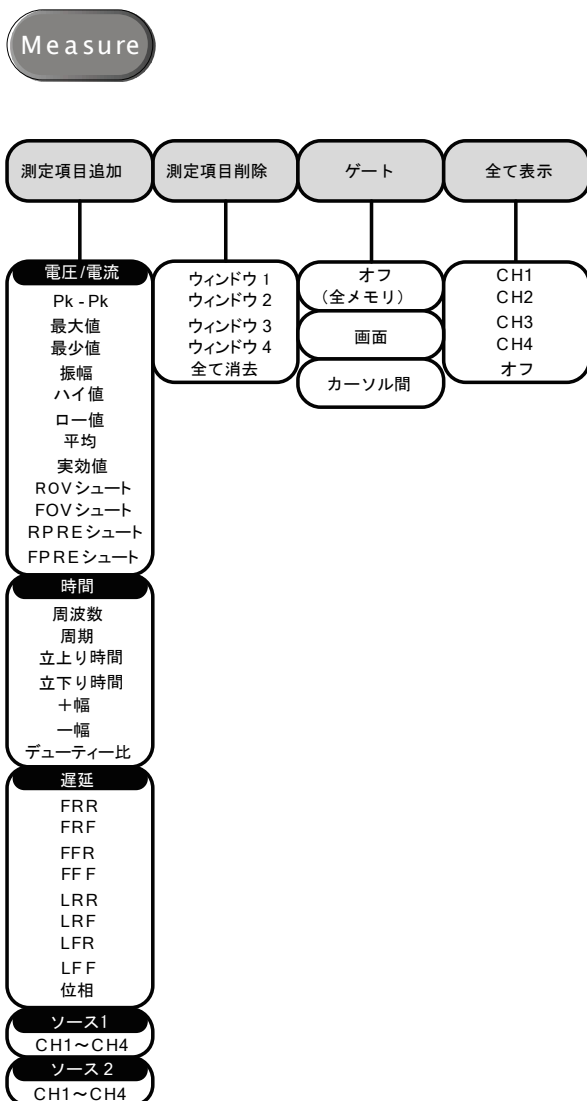 Measure
測定項目追加
測定項目削除
ゲート
全て表示
電圧/電流
Pk - Pk
最大値
最少値
振幅
ハイ値
ロー値
平均
実効値
ROVシュート
FOVシュート
RPREシュート
FPREシュート
時間
周波数
周期
立上り時間
立下り時間
＋幅
ー幅
デューティー比
遅延
FRR
FRF
FFR
FFF
LRR
LRF
LFR
LFF
位相
ソース1
CH1～CH4
ソース2
CH1～CH4
ウィンドウ1
ウィンドウ2
ウィンドウ3
ウィンドウ4
全て消去
オフ
(全メモリ)
画面
カーソル間
CH1
CH2
CH3
CH4
オフ